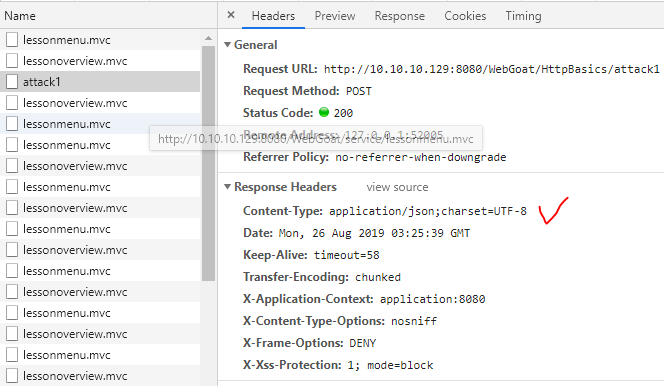 Name
lessonmenu.mvc
lessonoverview.mvc
attack1
lessonoverview.mvc
lessonmenu.mvc
lessonmenu.mvc
lessonoverview.mvc
lessonmenu.mvc
lessonoverview.mvc
lessonmenu.mvc
lessonoverview.mvc
lessonmenu.mvc
lessonoverview.mvc
lessonmenu.mvc
lessonoverview.mvc
lessonmenu.mvc
lessonoverview.mvc
× Headers Preview Response Cookies Timing
▼ General
Request URL: http://10.10.10.129:8080/WebGoat/HttpBasics/attack1
Request Method: POST
Status Code: 200
Remote Address: 127.0.0.1:52005
http://10.10.10.129:8080/WebGoat/service/lessonmenu.mvc
Referrer Policy: no-referrer-when-downgrade
▼ Response Headers view source
Content-Type: application/json;charset=UTF-8
Date: Mon, 26 Aug 2019 03:25:39 GMT
Keep-Alive: timeout=58
Transfer-Encoding: chunked
X-Application-Context: application:8080
X-Content-Type-Options: nosniff
X-Frame-Options: DENY
X-Xss-Protection: 1; mode=block